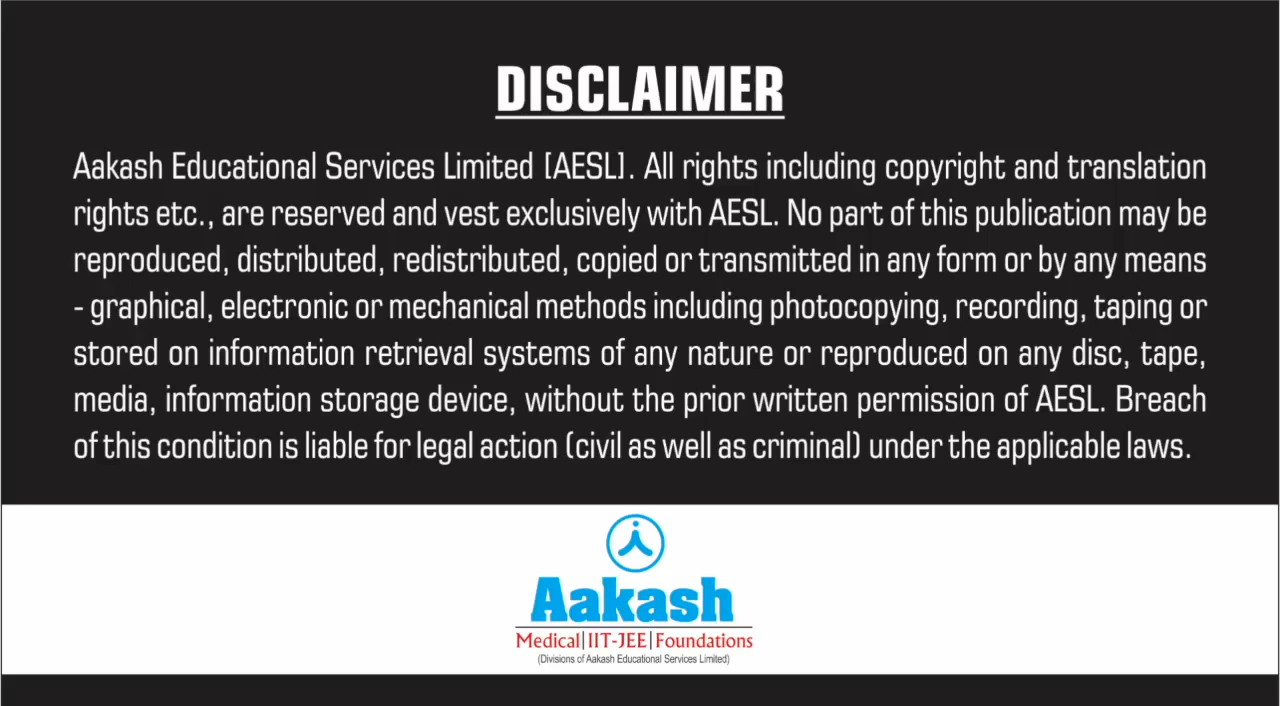 DISCLAIMER
Aakash Educational Services Limited [AESL]. All rights including copyright and translation
rights etc., are reserved and vest exclusively with AESL. No part of this publication may be
reproduced, distributed, redistributed, copied or transmitted in any form or by any means
- graphical, electronic or mechanical methods including photocopying, recording, taping or
stored on information retrieval systems of any nature or reproduced on any disc, tape,
media, information storage device, without the prior written permission of AESL. Breach
of this condition is liable for legal action (civil as well as criminal) under the applicable laws.
Aakash
Medical|IIT-JEE|Foundations
(Divisions of Aakash Educational Services Limited)